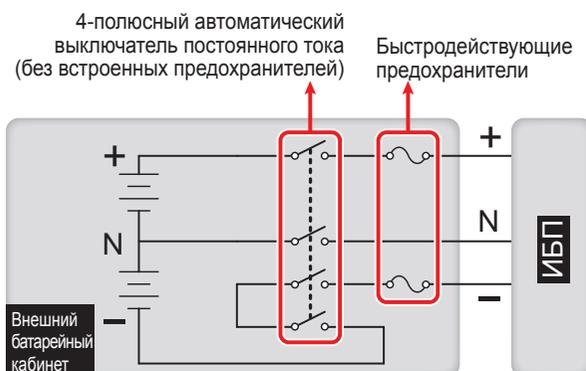 4-полюсный автоматический
выключатель постоянного тока
(без встроенных предохранителей)
Быстродействующие
предохранители
+
N
−
+
N
−
ИБП
Внешний
батарейный
кабинет